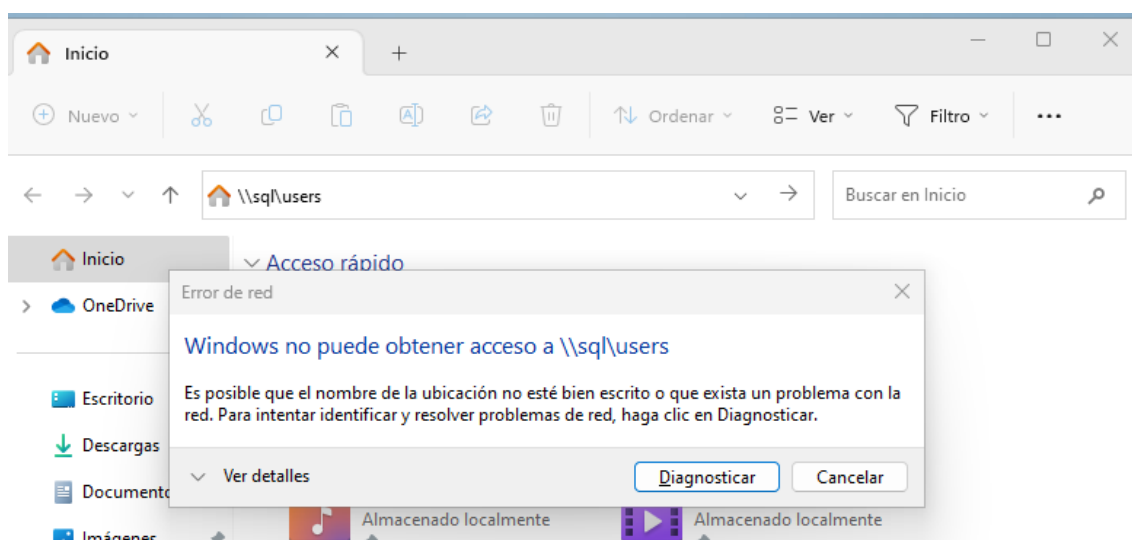 Inicio
Nuevo
Ordenar
Ver
Filtro
\\sql\users
Buscar en Inicio
Inicio
Acceso rápido
OneDrive
Error de red
Windows no puede obtener acceso a \\sql\users
Es posible que el nombre de la ubicación no esté bien escrito o que exista un problema con la
red. Para intentar identificar y resolver problemas de red, haga clic en Diagnosticar.
Escritorio
Descargas
Ver detalles
Diagnosticar
Cancelar
Documento
Almacenado localmente
Almacenado localmente
Imágenes